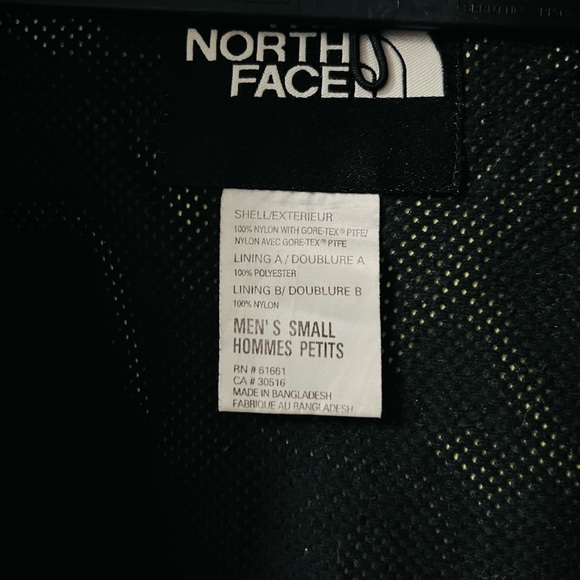 NORTH
FACE
SHELL/EXTERIEUR
100% NYLON WITH GORE-TEX® PTFE/
NYLON AVEC GORE-TEX® PTFE
LINING A / DOUBLURE A
100% POLYESTER
LINING B/ DOUBLURE B
100% NYLON
MEN'S SMALL
HOMMES PETITS
RN # 61661
CA # 30516
MADE IN BANGLADESH
FABRIQUE AU BANGLADESH